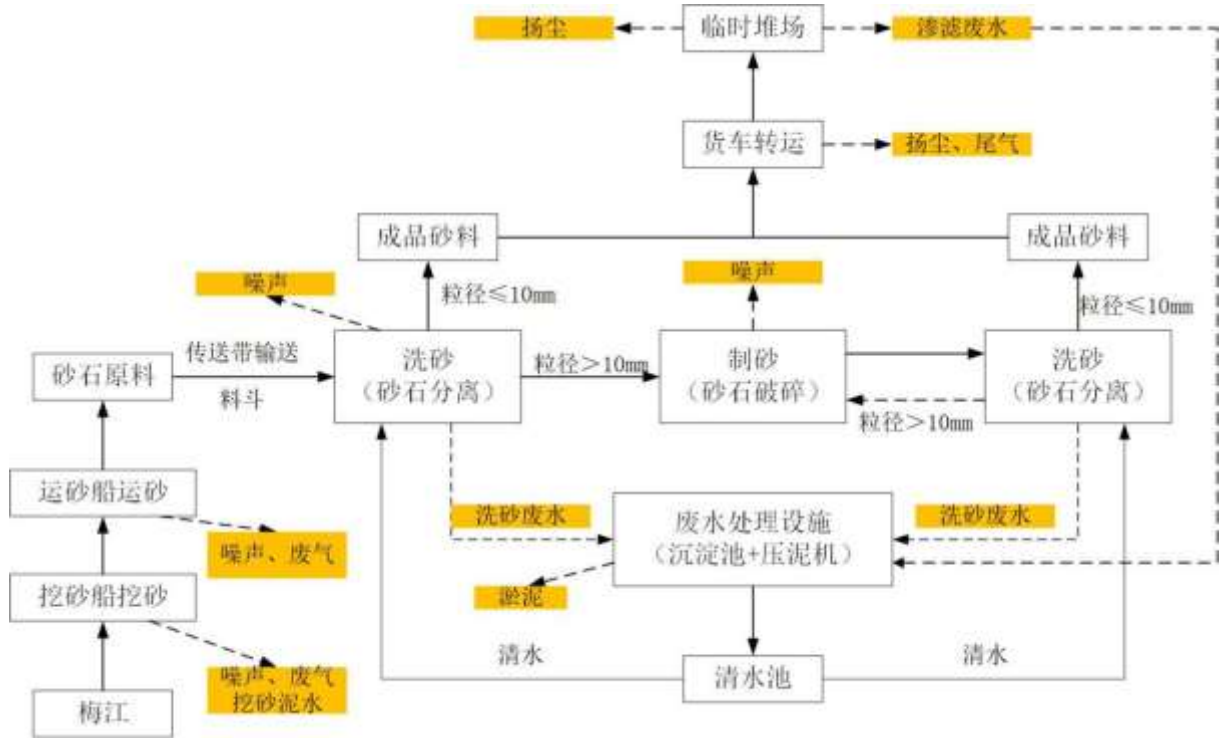 扬尘
临时堆场
渗滤废水
货车转运
扬尘、尾气
成品砂料
成品砂料
噪声
噪声
粒径≤10mm
粒径≤10mm
传送带输送
料斗
砂石原料
洗砂
（砂石分离）
粒径＞10mm
制砂
（砂石破碎）
粒径＞10mm
洗砂
（砂石分离）
运砂船运砂
噪声、废气
洗砂废水
废水处理设施
（沉淀池+压泥机）
洗砂废水
淤泥
挖砂船挖砂
噪声、废气
挖砂泥水
清水
清水池
清水
梅江